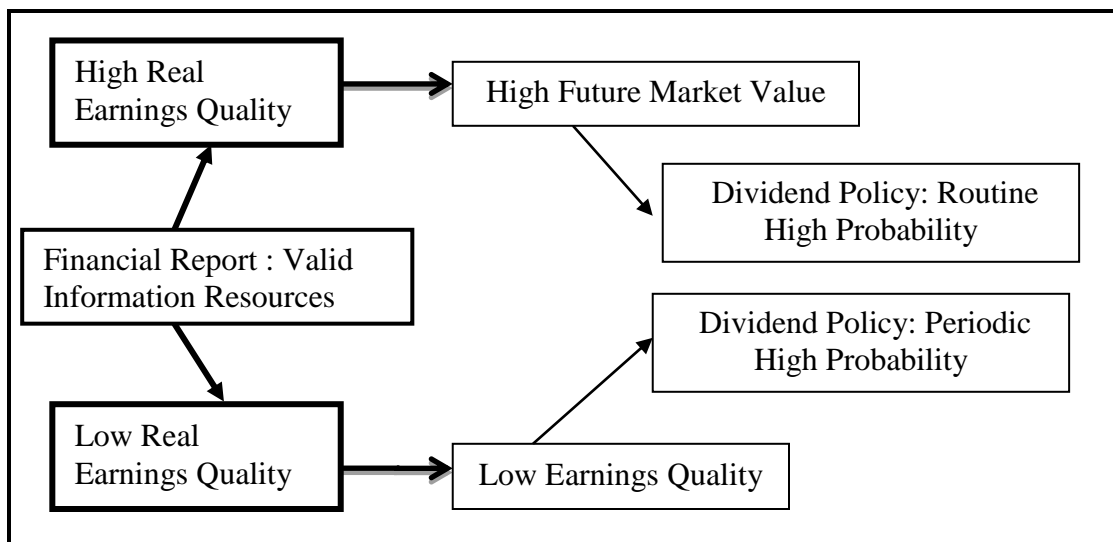 High Real
Earnings Quality
High Future Market Value
Dividend Policy: Routine
High Probability
Financial Report : Valid
Information Resources
Dividend Policy: Periodic
High Probability
Low Real
Earnings Quality
Low Earnings Quality